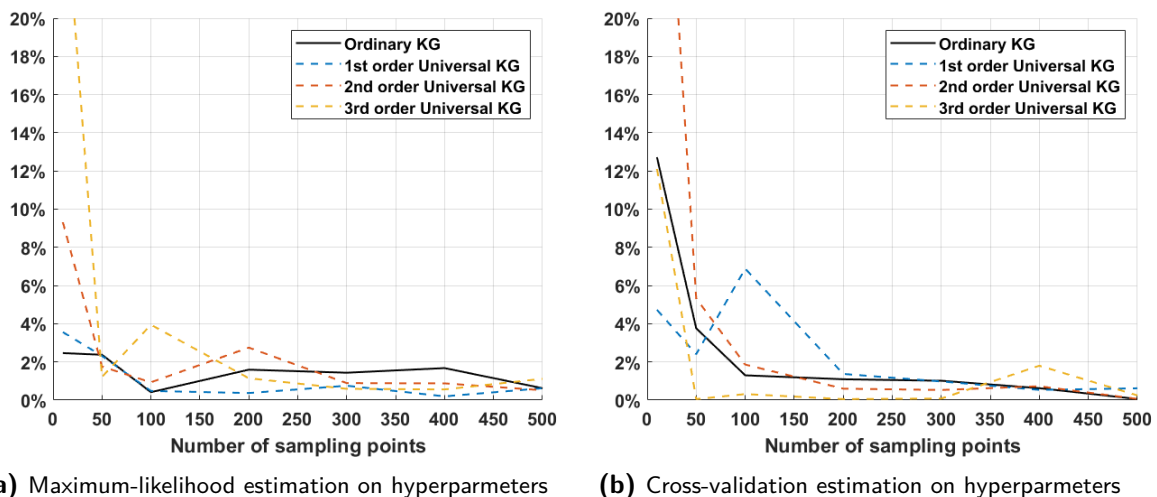 20%
18%
16%
14%
12%
10%
8%
6%
4%
2%
0%
Ordinary KG
1st order Universal KG
2nd order Universal KG
3rd order Universal KG
0 50 100 150 200 250 300 350 400 450 500
Number of sampling points
a) Maximum-likelihood estimation on hyperparmeters
20%
18%
16%
14%
12%
10%
8%
6%
4%
2%
0%
Ordinary KG
1st order Universal KG
2nd order Universal KG
3rd order Universal KG
0 50 100 150 200 250 300 350 400 450 500
Number of sampling points
(b) Cross-validation estimation on hyperparmeters